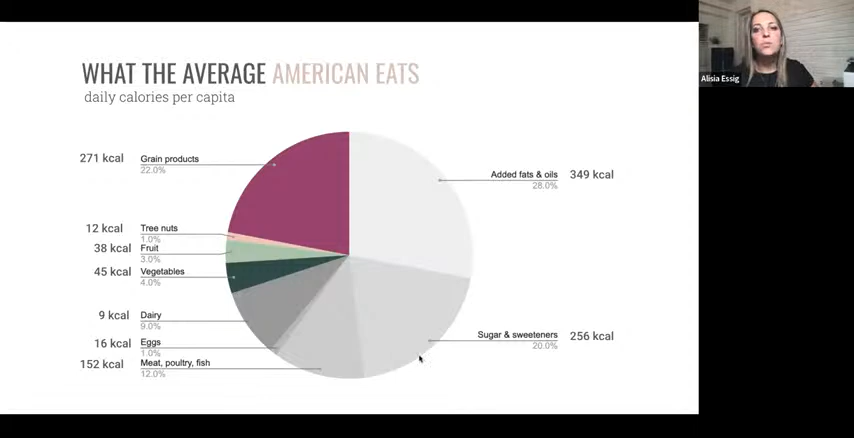 WHAT THE AVERAGE AMERICAN EATS
daily calories per capita
271 kcal Grain products
22.0%
12 kcal Tree nuts
1.0%
38 kcal Fruit
3.0%
45 kcal Vegetables
4.0%
9 kcal Dairy
9.0%
16 kcal Eggs
1.0%
152 kcal Meat, poultry, fish
12.0%
Added fats & oils 349 kcal
28.0%
Sugar & sweeteners 256 kcal
20.0%
Alisia Essig